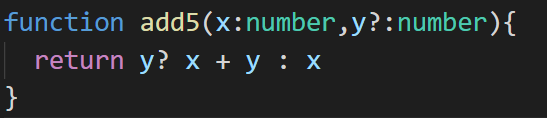 function add5(x:number,y?:number){
  return y? x + y : x
}